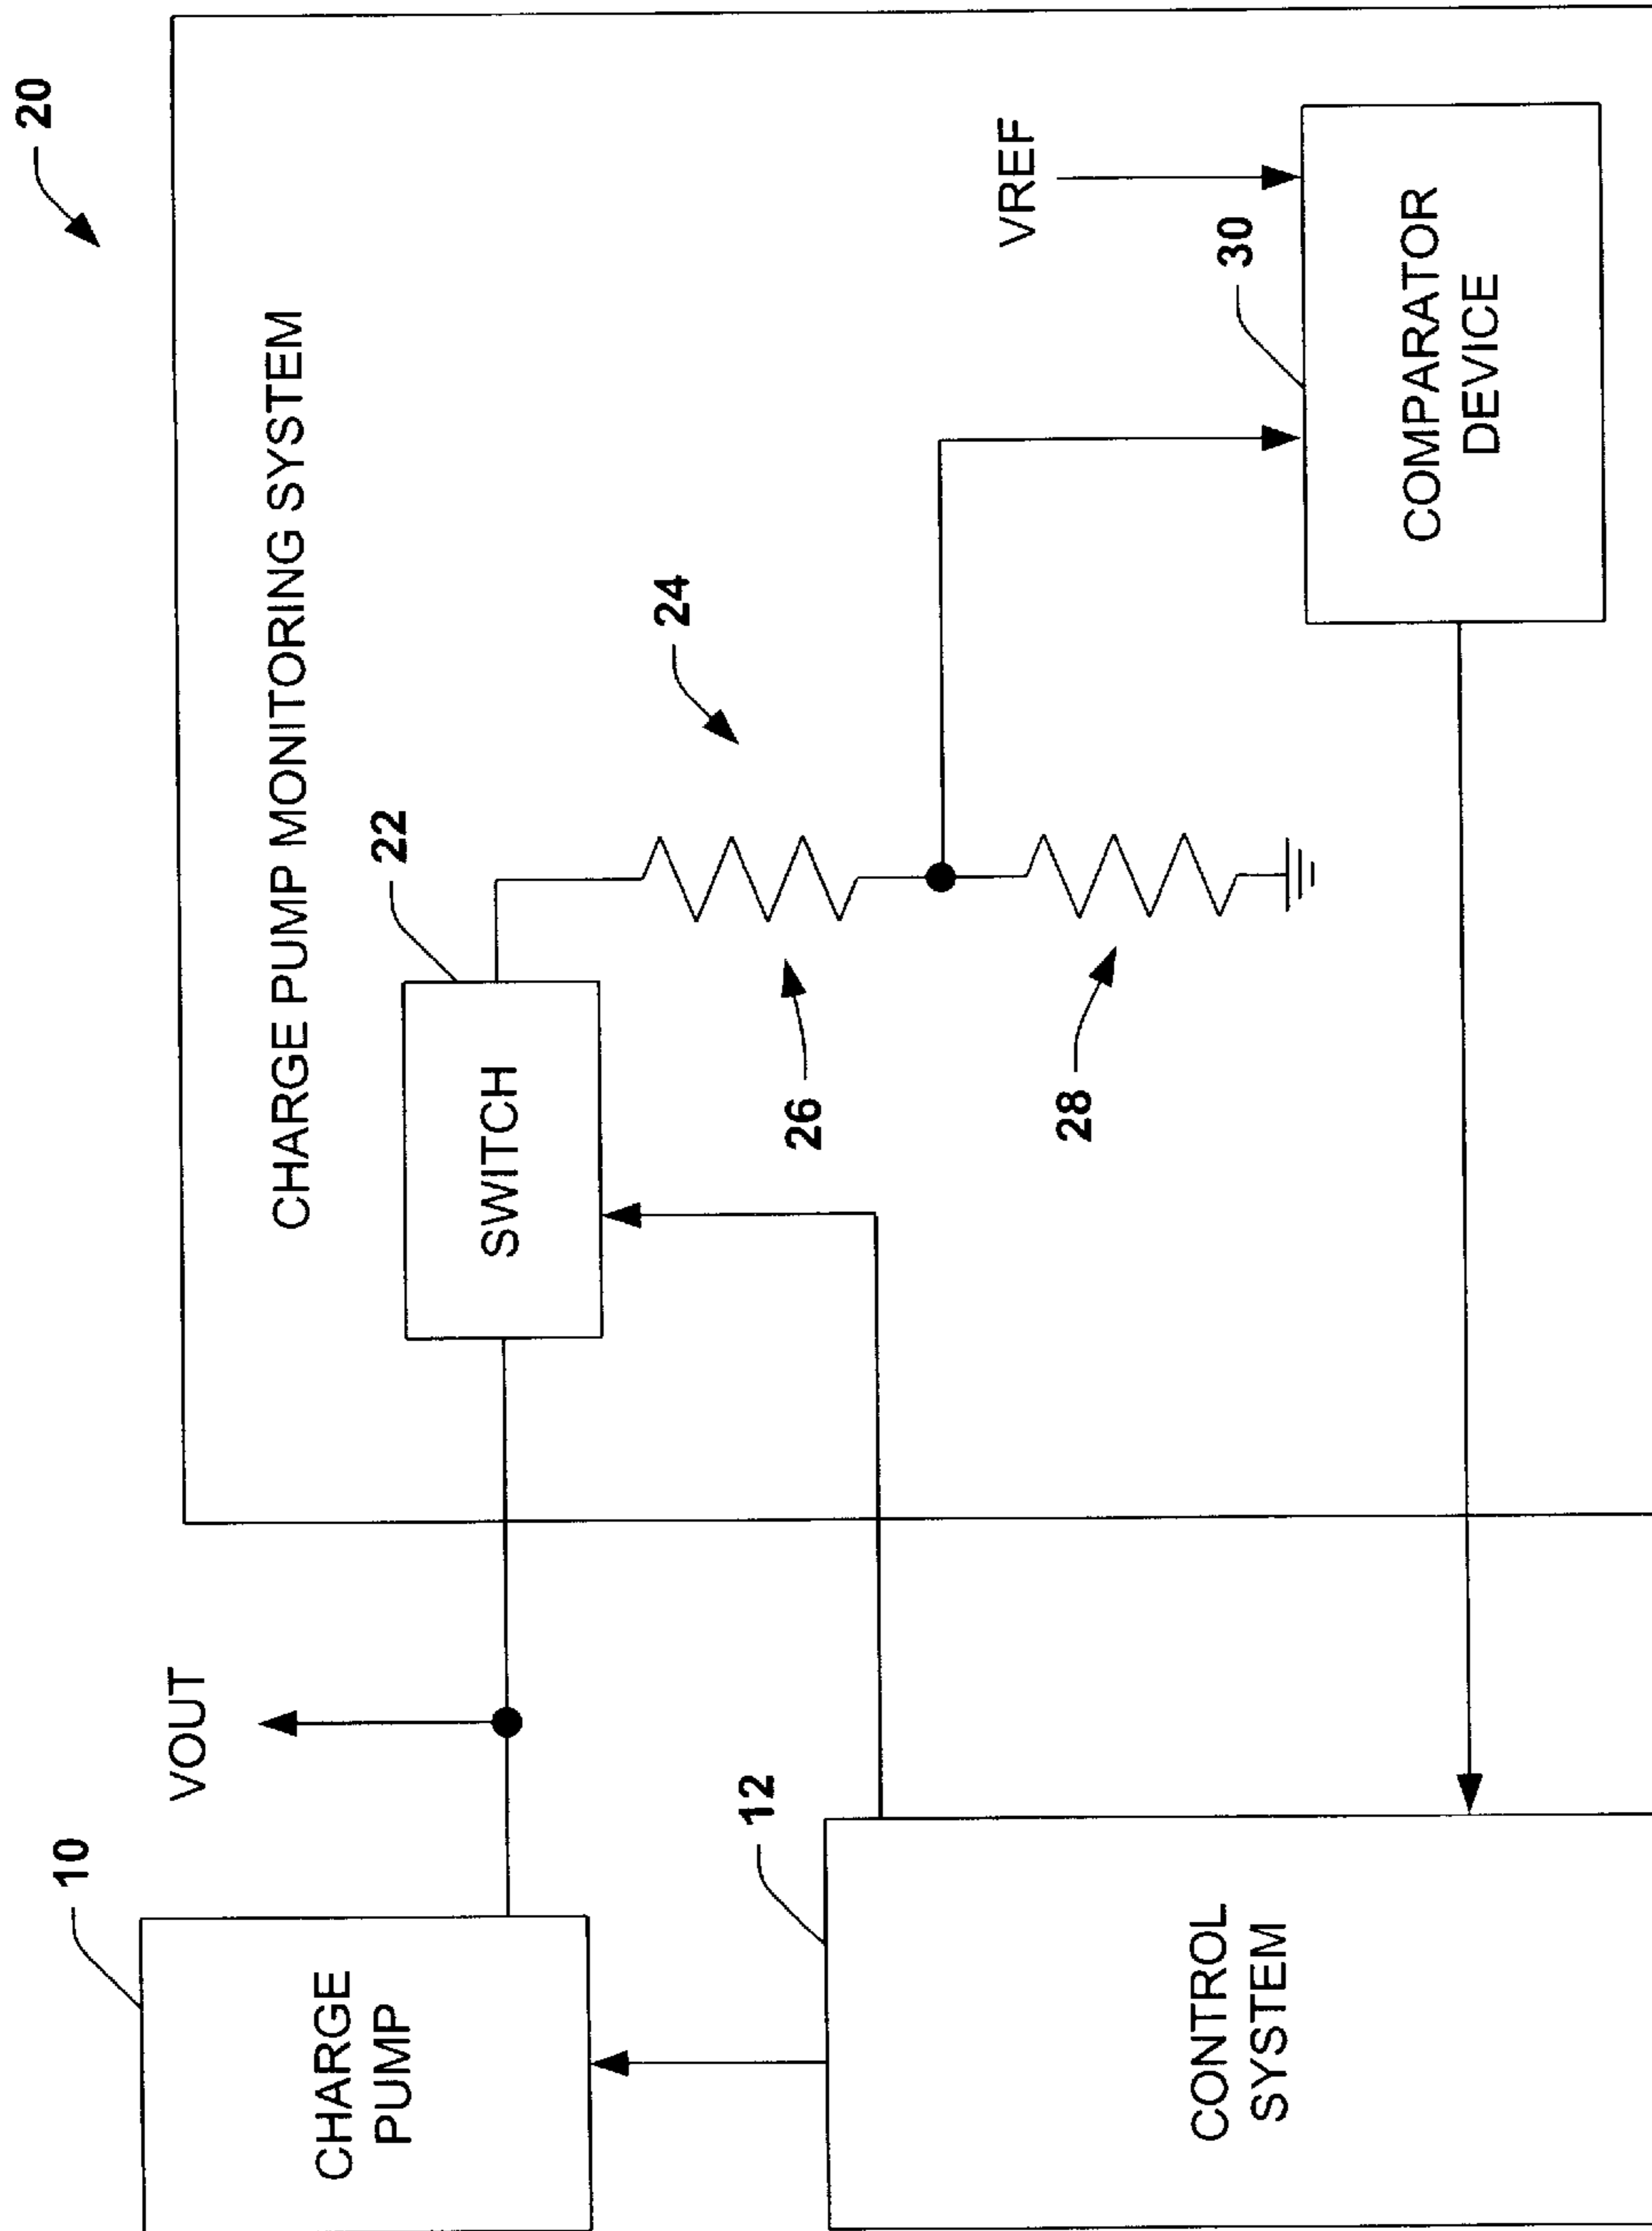 20
CHARGE PUMP MONITORING SYSTEM
10
VOUT
22
24
CHARGE
PUMP
SWITCH
26
28
VREF
30
12
COMPARATOR
DEVICE
CONTROL
SYSTEM